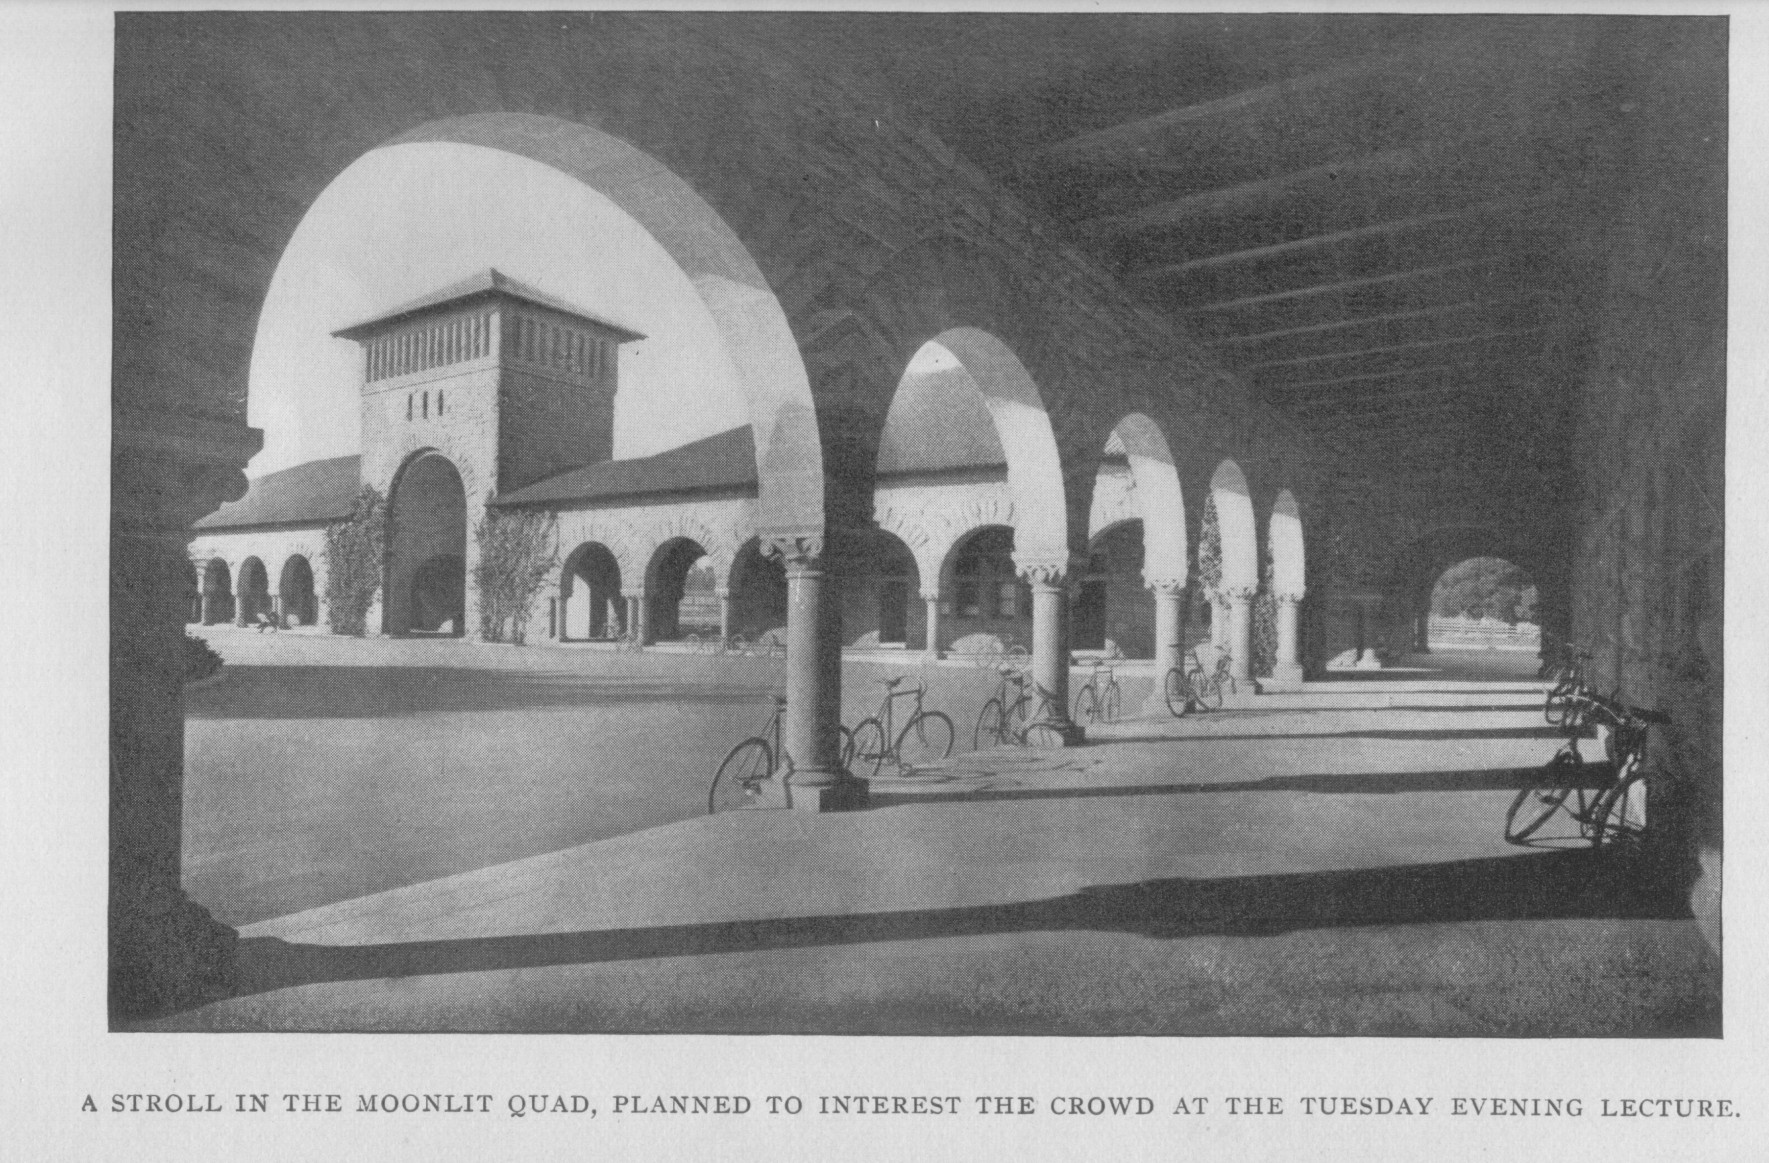 A STROLL IN THE MOONLIT QUAD, PLANNED TO INTEREST THE CROWD AT THE TUESDAY EVENING LECTURE.